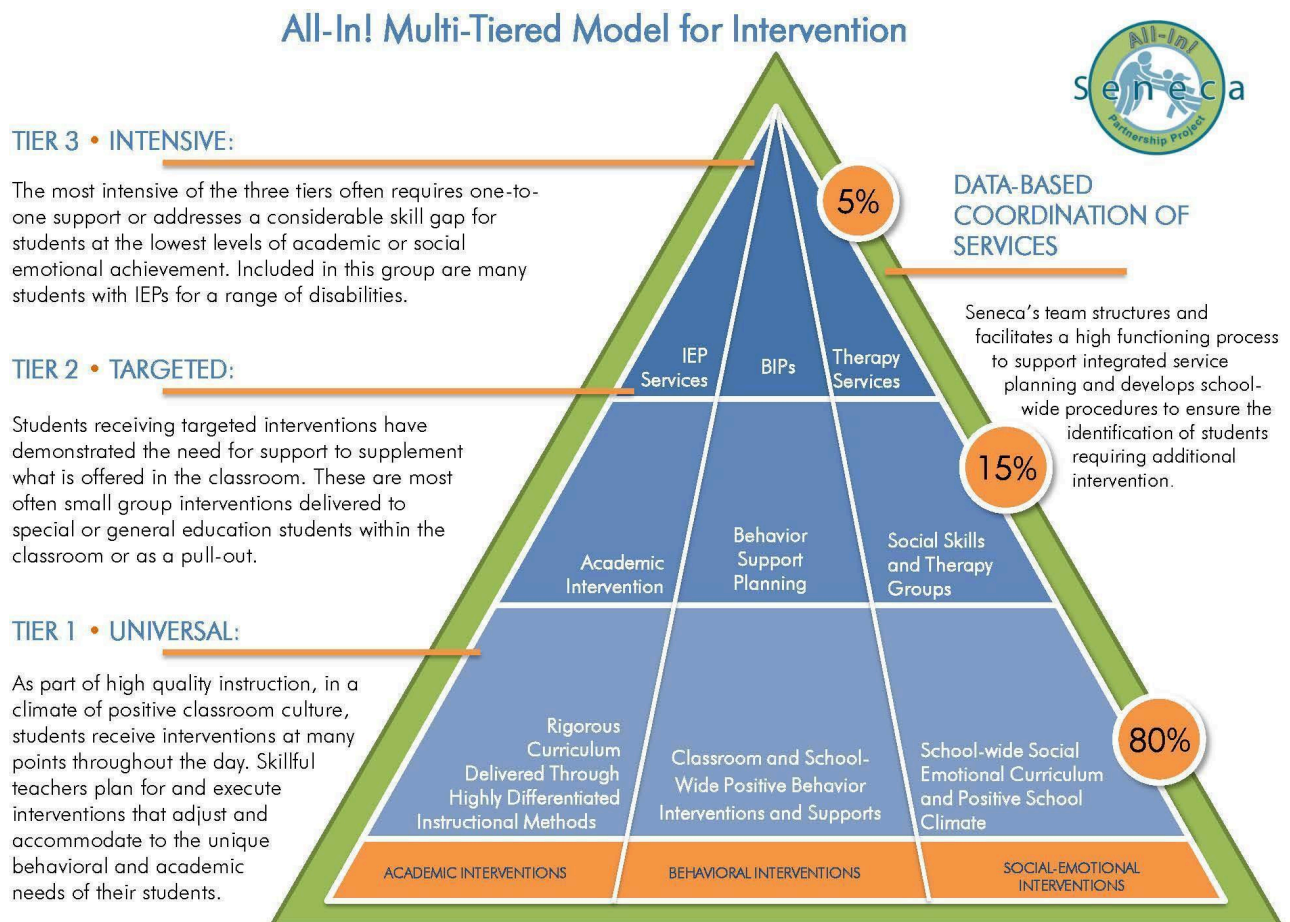 All-In! Multi-Tiered Model for Intervention
All-In!
Seneca
Partnership Project
TIER 3 • INTENSIVE:
The most intensive of the three tiers often requires one-to-
one support or addresses a considerable skill gap for
students at the lowest levels of academic or social
emotional achievement. Included in this group are many
students with IEPs for a range of disabilities.
TIER 2 • TARGETED:
Students receiving targeted interventions have
demonstrated the need for support to supplement
what is offered in the classroom. These are most
often small group interventions delivered to
special or general education students within the
classroom or as a pull-out.
TIER 1 • UNIVERSAL:
As part of high quality instruction, in a
climate of positive classroom culture,
students receive interventions at many
points throughout the day. Skillful
teachers plan for and execute
interventions that adjust and
accommodate to the unique
behavioral and academic
needs of their students.
5%
IEP
Services
BIPs
Therapy
Services
15%
Academic
Intervention
Behavior
Support
Planning
Social Skills
and Therapy
Groups
80%
Rigorous
Curriculum
Delivered Through
Highly Differentiated
Instructional Methods
Classroom and School-
Wide Positive Behavior
Interventions and Supports
School-wide Social
Emotional Curriculum
and Positive School
Climate
ACADEMIC INTERVENTIONS
BEHAVIORAL INTERVENTIONS
SOCIAL-EMOTIONAL
INTERVENTIONS
DATA-BASED
COORDINATION OF
SERVICES
Seneca's team structures and
facilitates a high functioning process
to support integrated service
planning and develops school-
wide procedures to ensure the
identification of students
requiring additional
intervention.